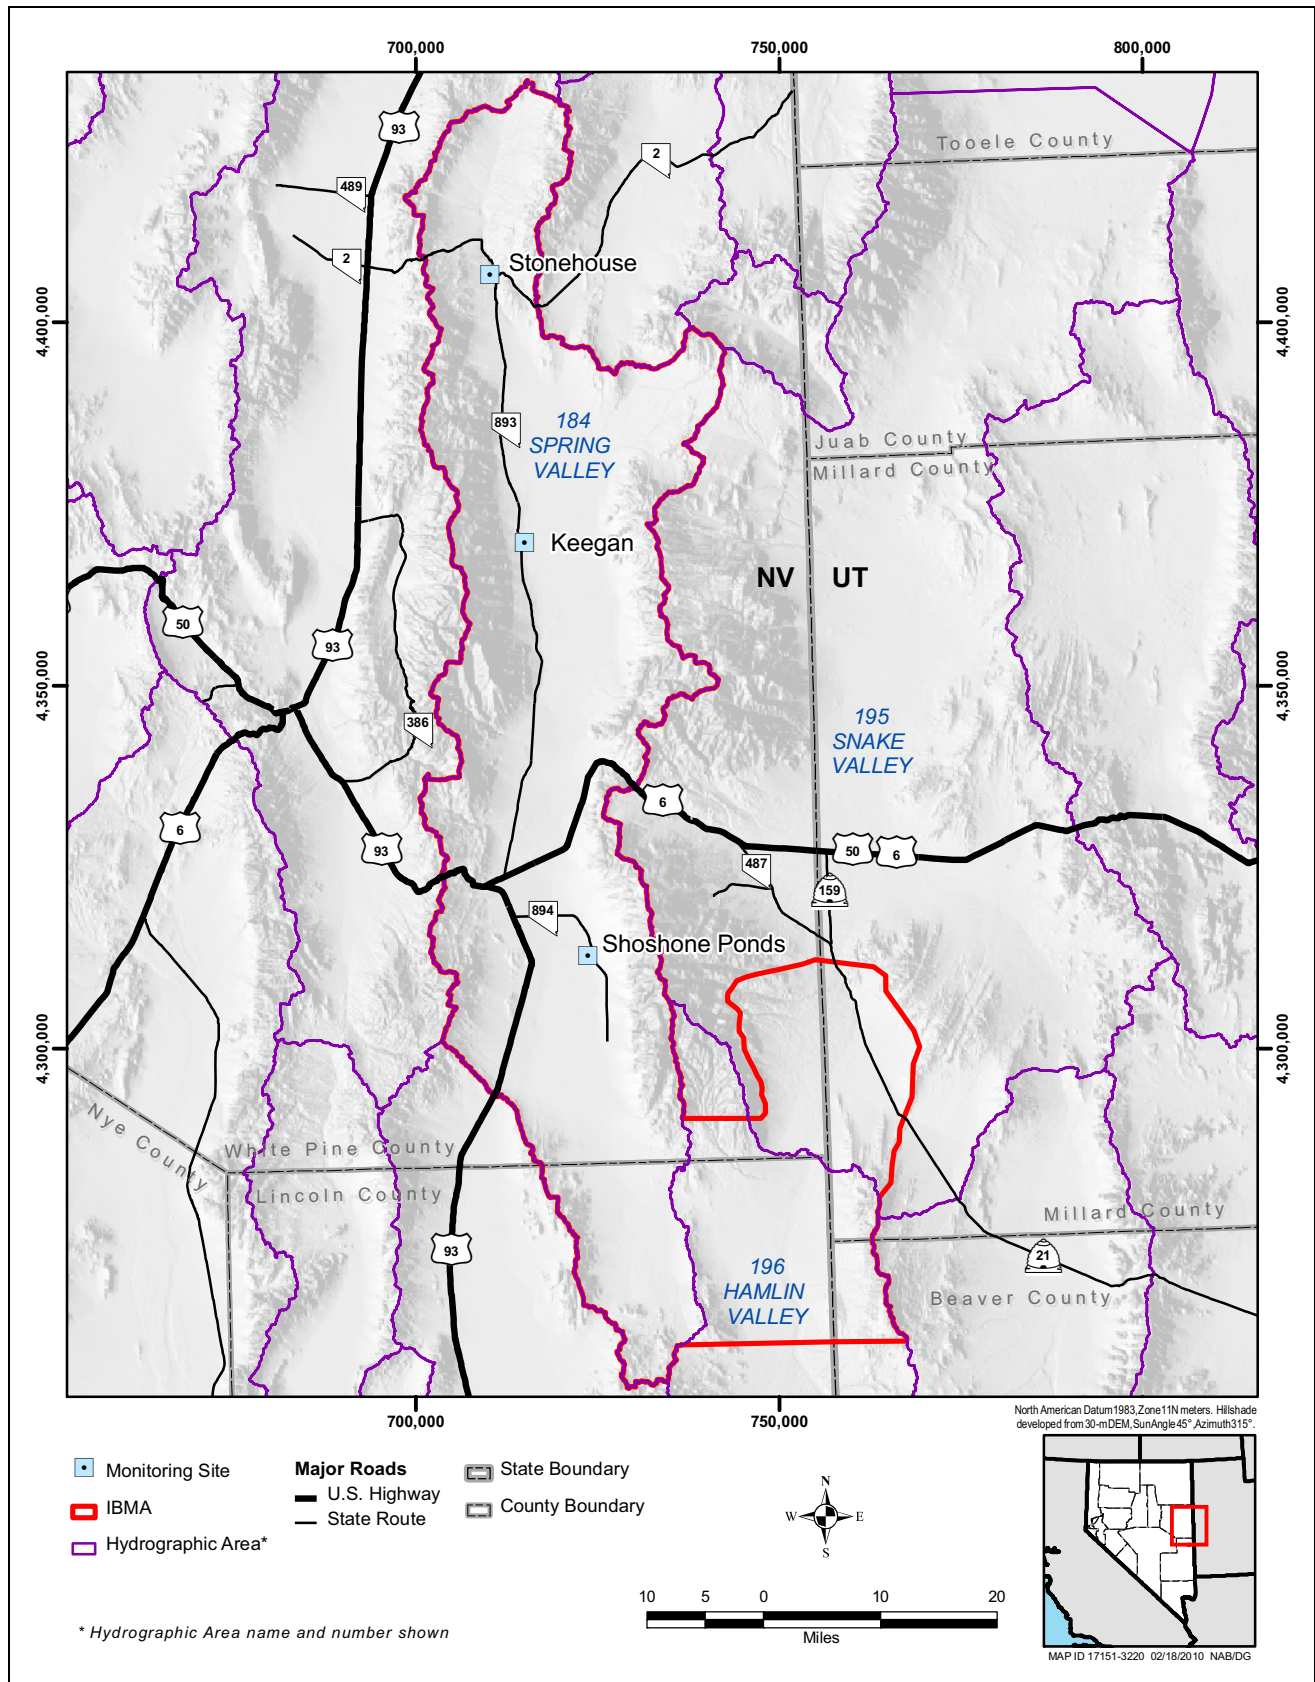 700,000
750,000
800,000
93
2
Tooele County
489
2
Stonehouse
4,400,000
4,400,000
893
184
SPRING
VALLEY
Juab County
Millard County
Keegan
NV
UT
50
93
4,350,000
4,350,000
386
195
SNAKE
VALLEY
6
6
93
50
6
487
159
894
Shoshone Ponds
4,300,000
4,300,000
Nye County
White Pine County
Lincoln County
Millard County
93
21
196
HAMLIN
VALLEY
Beaver County
700,000
750,000
North American Datum 1983, Zone 11N meters. Hillshade
developed from 30-m DEM, Sun Angle 45°, Azimuth 315°.
Monitoring Site
IBMA
Hydrographic Area*
Major Roads
U.S. Highway
State Route
State Boundary
County Boundary
N
W
E
S
10
5
0
10
20
Miles
* Hydrographic Area name and number shown
MAP ID 17151-3220 02/18/2010 NAB/DG